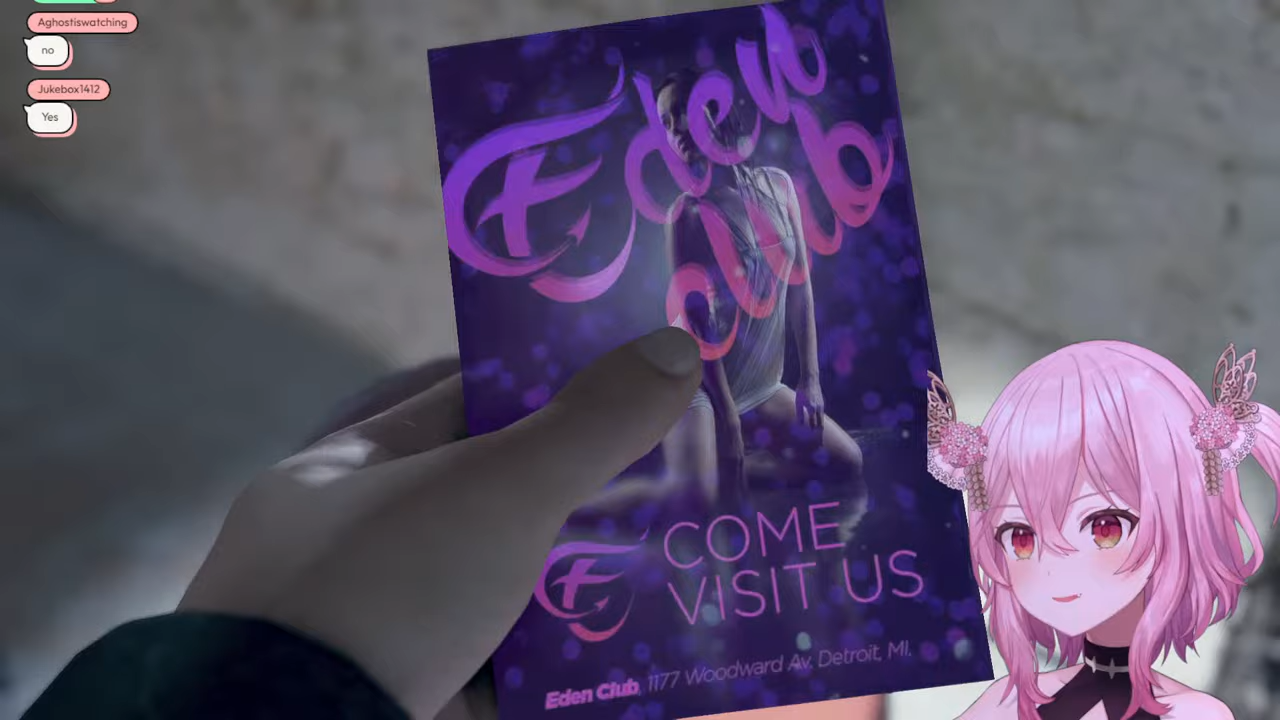 Aghostiswatching
no
Jukebox1412
Yes
Eden
club
COME
VISIT US
Eden Club, 1177 Woodward Av. Detroit, MI.